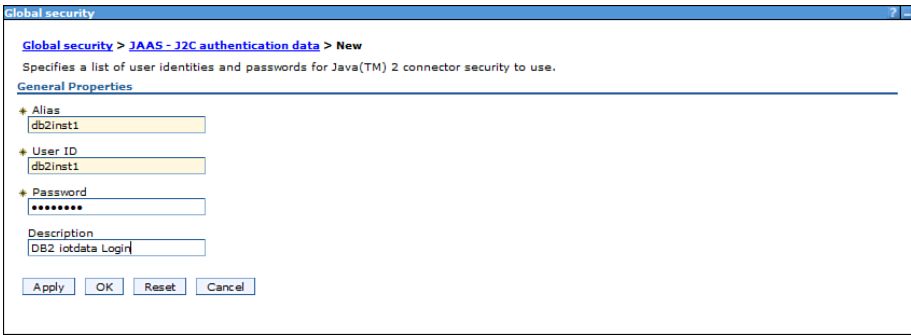 Global security ? _
Global security > JAAS - J2C authentication data > New
Specifies a list of user identities and passwords for Java(TM) 2 connector security to use.
General Properties
* Alias
db2inst1
* User ID
db2inst1
* Password
••••••••
Description
DB2 iotdata Login
Apply OK Reset Cancel